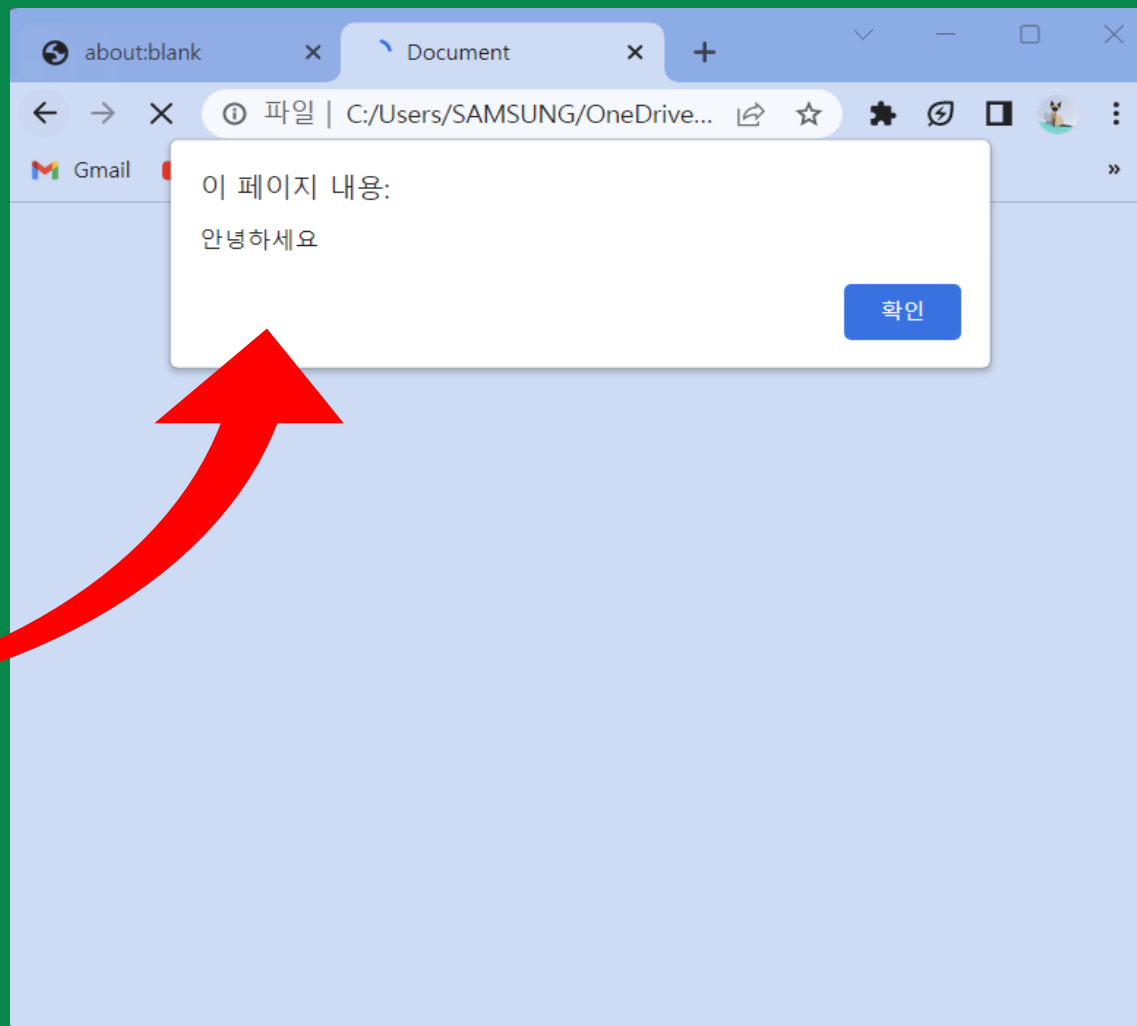 about:blank
Document
파일 | C:/Users/SAMSUNG/OneDrive...
Gmail
이 페이지 내용:
안녕하세요
확인